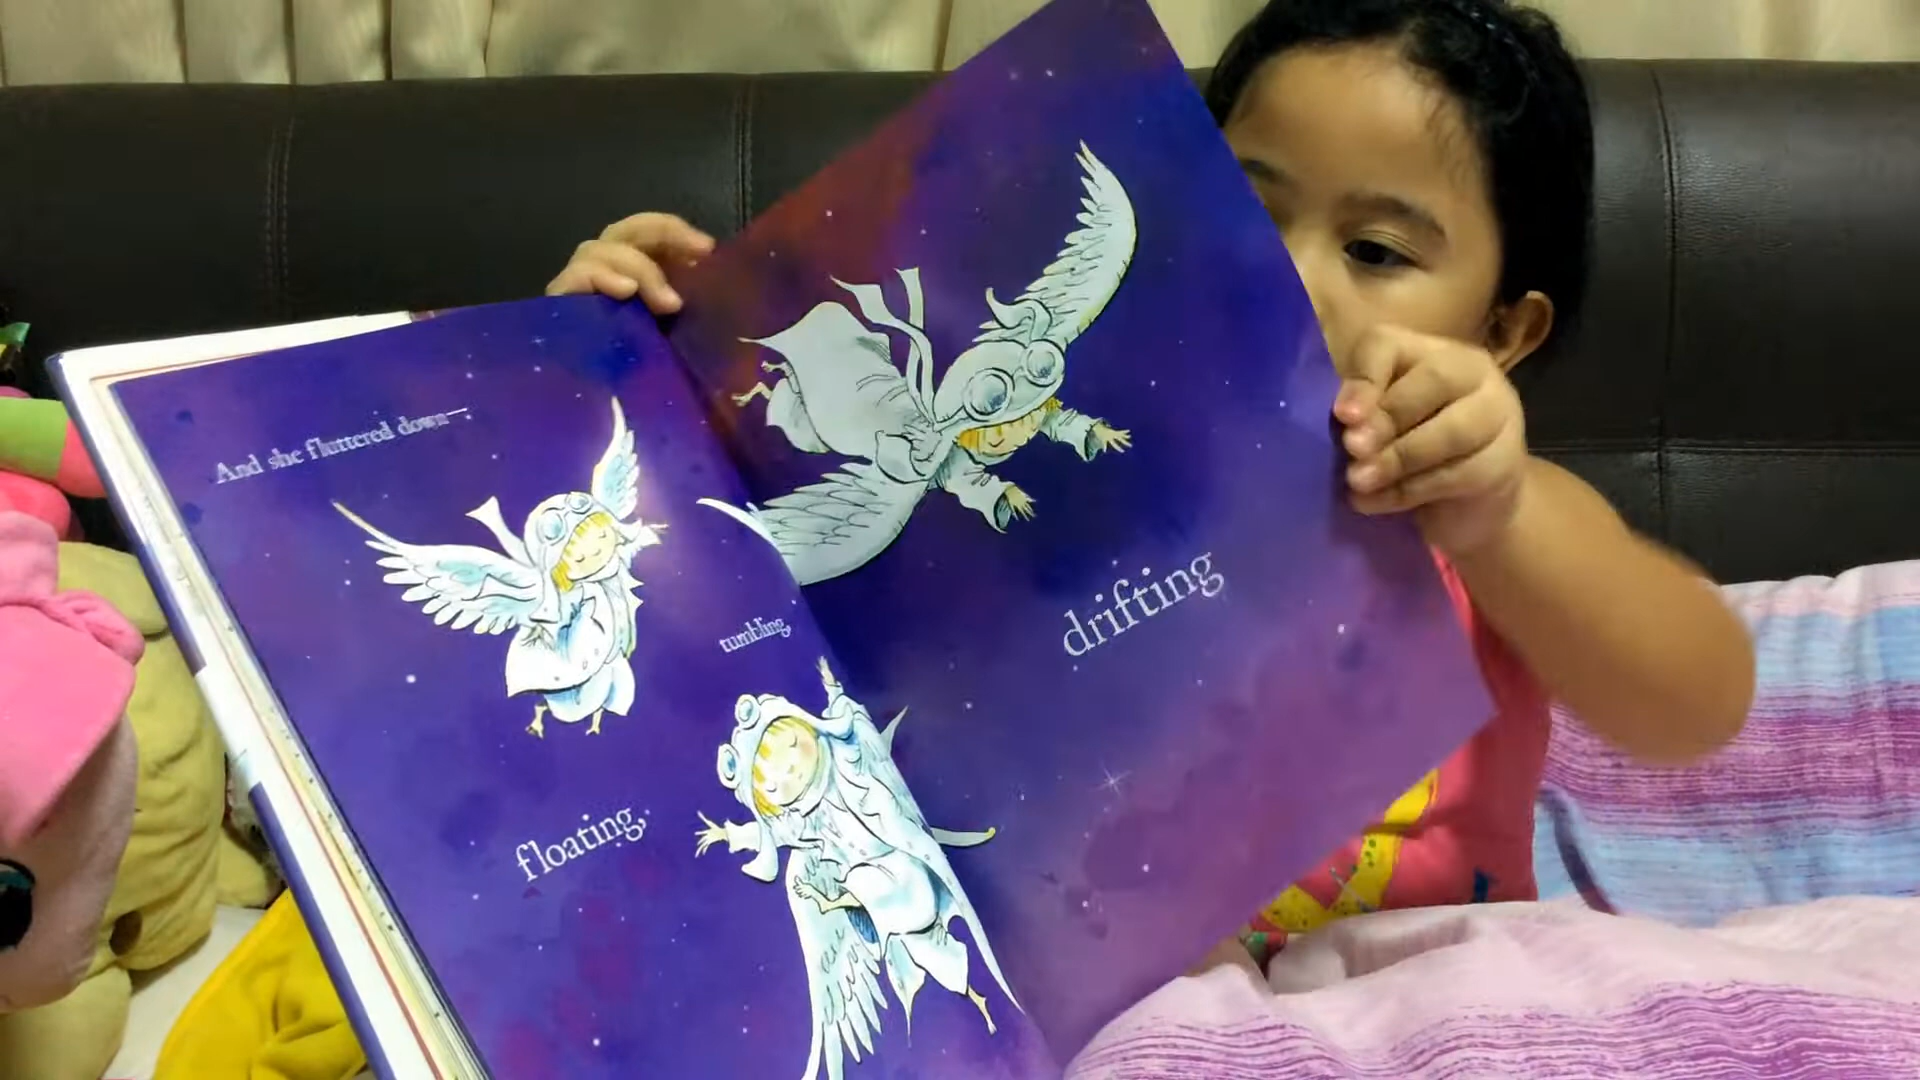 And she fluttered down—
tumbling,
floating,
drifting